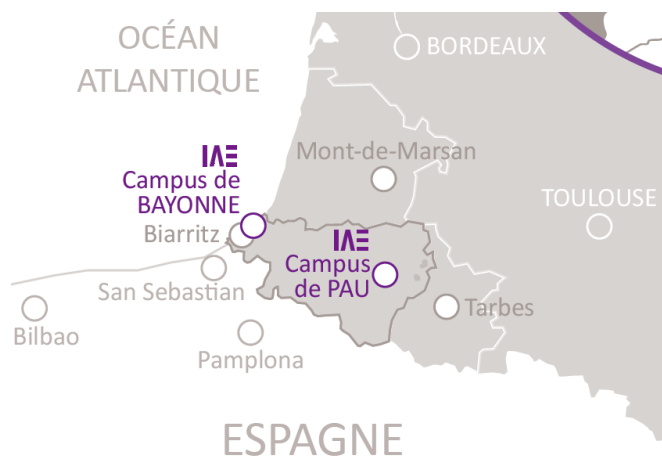 OCÉAN
ATLANTIQUE
BORDEAUX
IAE
Campus de
BAYONNE
Mont-de-Marsan
TOULOUSE
Biarritz
IAE
Campus
de PAU
San Sebastian
Tarbes
Bilbao
Pamplona
ESPAGNE